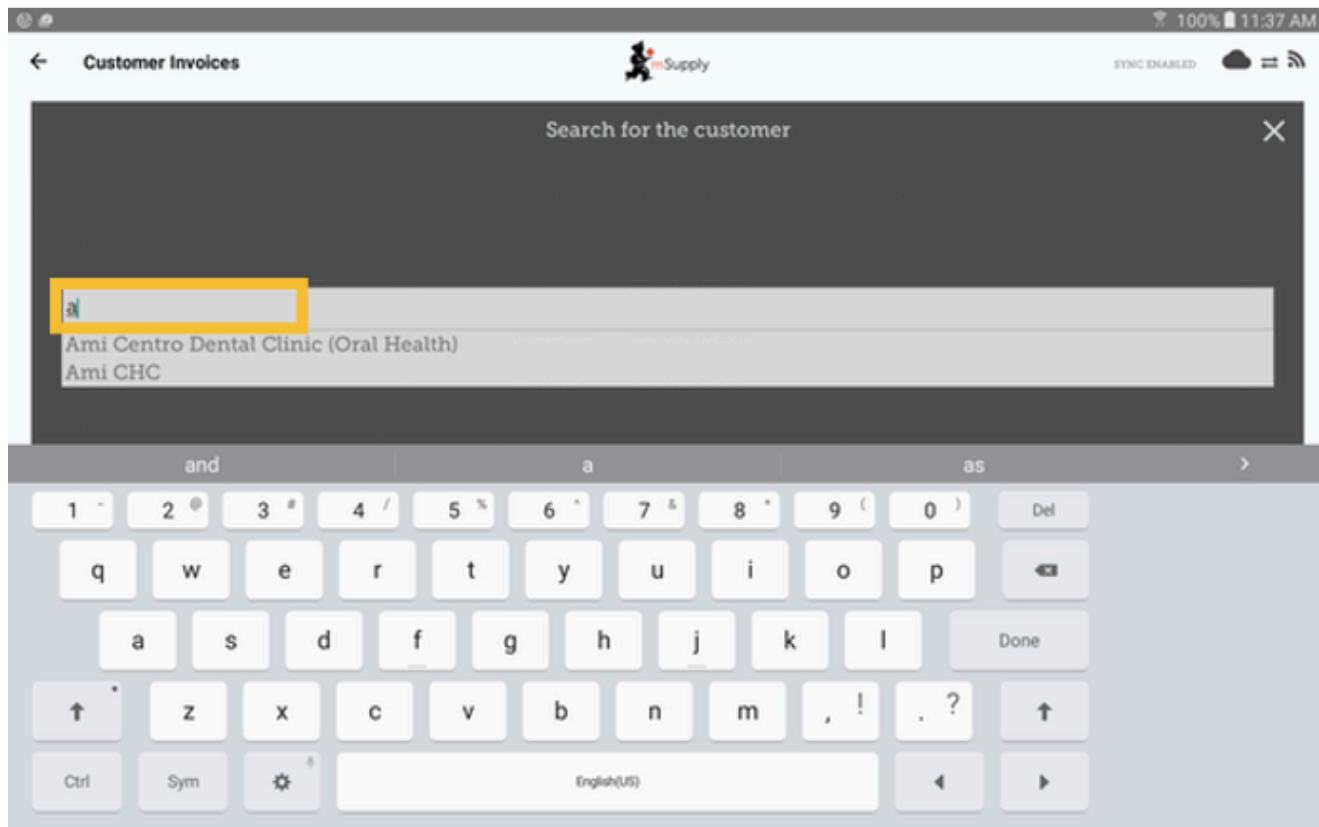 100% 11:37 AM
Customer Invoices
mSupply
SYNC ENABLED
Search for the customer
a
Ami Centro Dental Clinic (Oral Health)
Ami CHC
and a as
1 - 2 @ 3 # 4 / 5 % 6 ^ 7 & 8 * 9 ( 0 ) Del
q w e r t y u i o p
a s d f g h j k l Done
z x c v b n m , ! . ?
Ctrl Sym English(US)